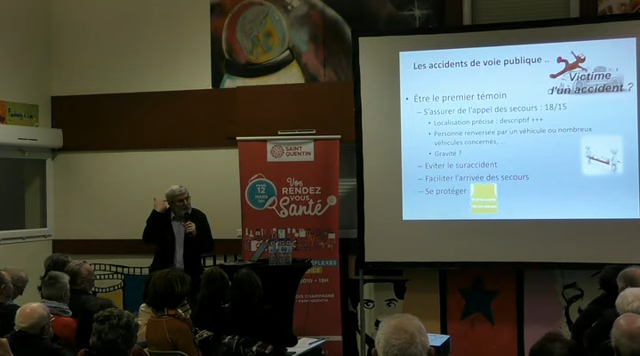 Les accidents de voie publique ...
Victime
d'un accident ?
• Être le premier témoin
– S'assurer de l'appel des secours : 18/15
• Localisation précise : descriptif +++
• Personne renversée par un véhicule ou nombreux
véhicules concernés, ...
• Gravité ?
– Eviter le suraccident
– Faciliter l'arrivée des secours
– Se protéger
SAINT
QUENTIN
12
MARS
Vos
RENDEZ
VOUS
Santé